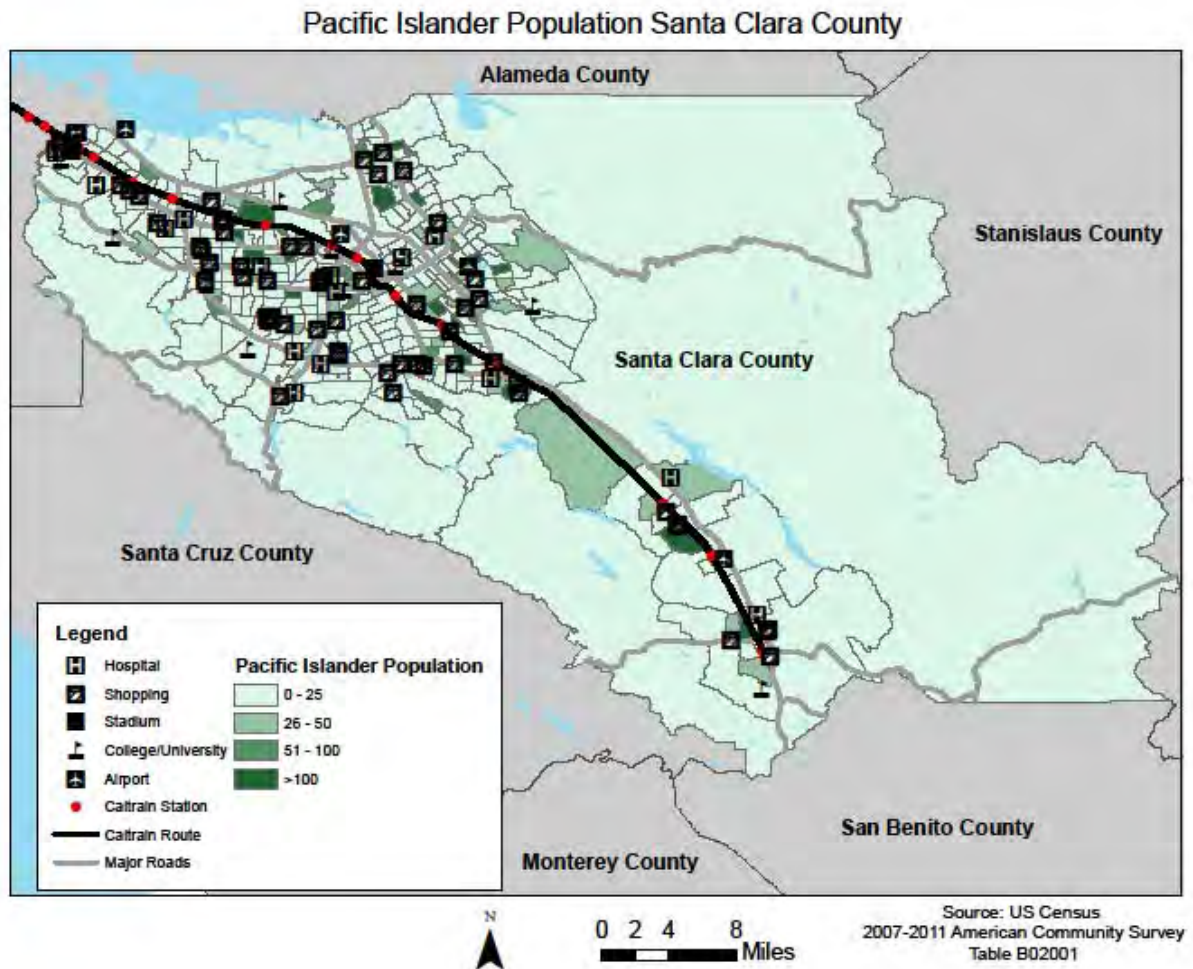 Pacific Islander Population Santa Clara County
Alameda County
Stanislaus County
Santa Clara County
Santa Cruz County
Legend
Hospital
Shopping
Stadium
College/University
Airport
Caltrain Station
Caltrain Route
Major Roads
Pacific Islander Population
0 - 25
26 - 50
51 - 100
>100
San Benito County
Monterey County
N
0 2 4 8
Miles
Source: US Census
2007-2011 American Community Survey
Table B02001